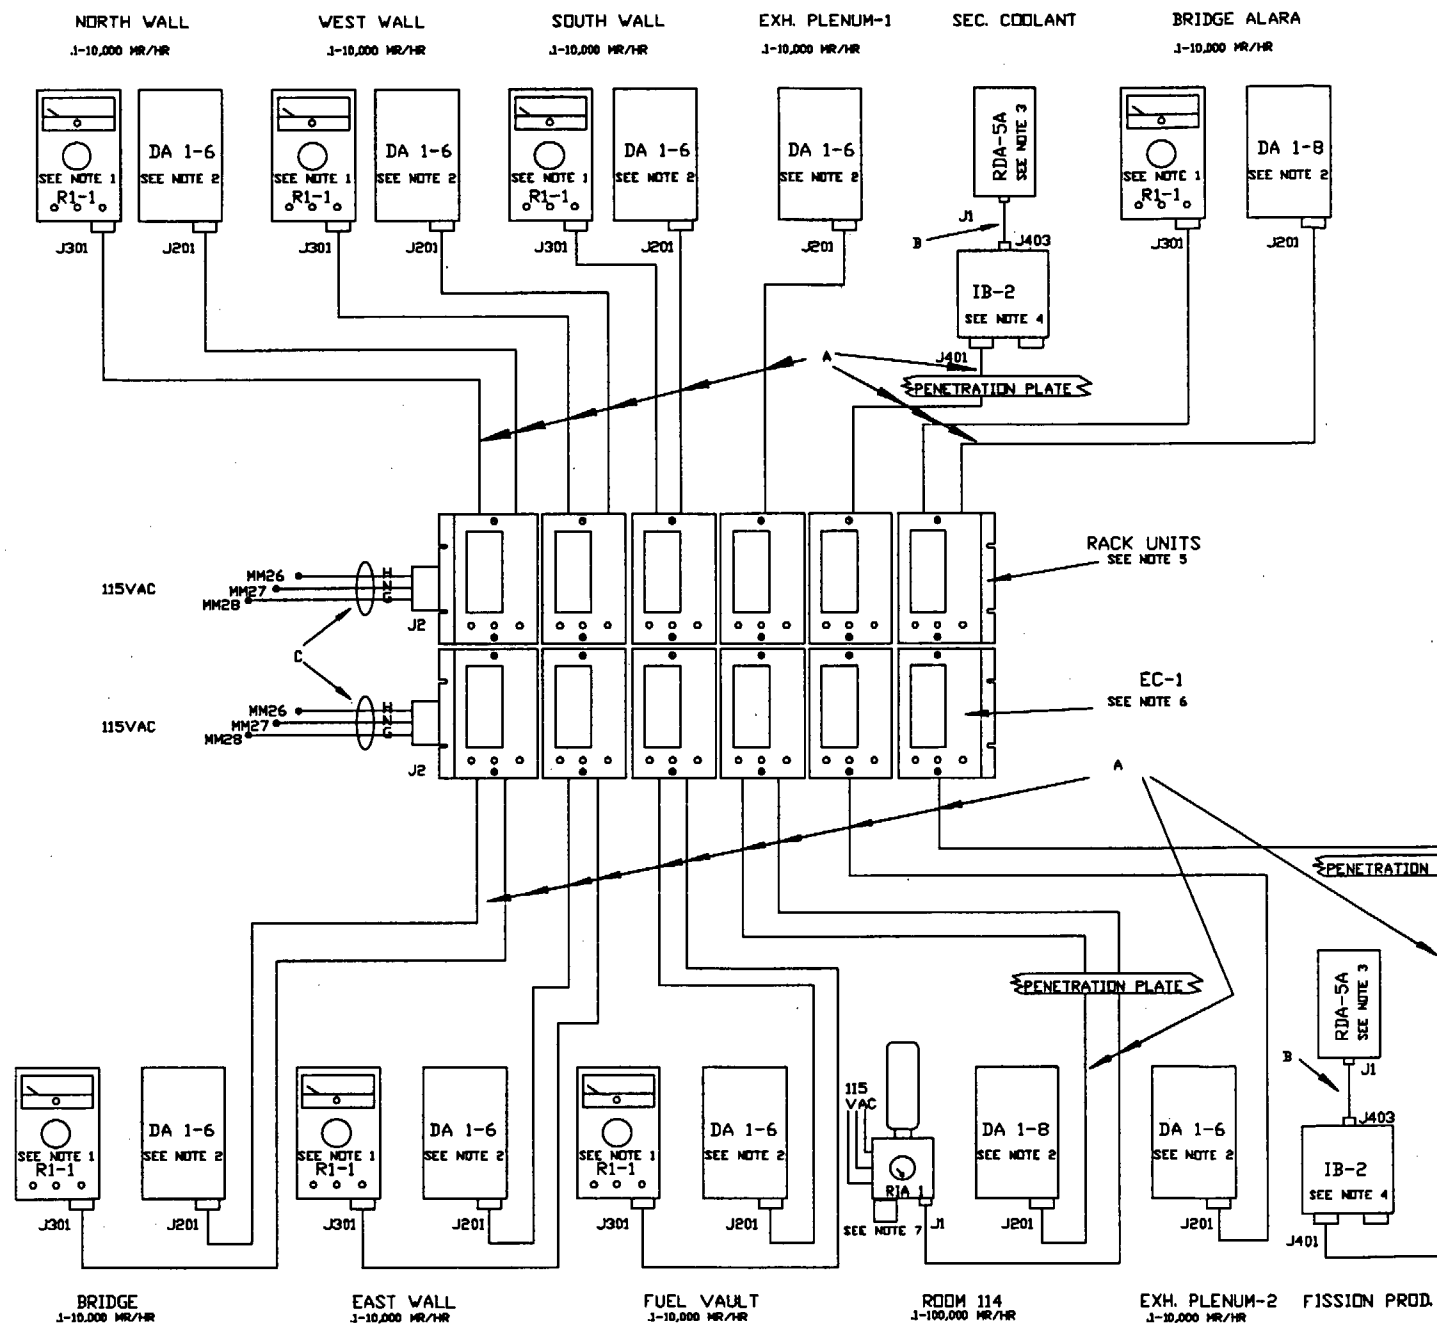 NORTH WALL
.1-10,000 MR/HR
WEST WALL
.1-10,000 MR/HR
SOUTH WALL
.1-10,000 MR/HR
EXH. PLENUM-1
.1-10,000 MR/HR
SEC. COOLANT
BRIDGE ALARA
.1-10,000 MR/HR
SEE NOTE 1
R1-1
J301
DA 1-6
SEE NOTE 2
J201
SEE NOTE 1
R1-1
J301
DA 1-6
SEE NOTE 2
J201
SEE NOTE 1
R1-1
J301
DA 1-6
SEE NOTE 2
J201
DA 1-6
SEE NOTE 2
J201
RDA-5A
SEE NOTE 3
J1
B
J403
IB-2
SEE NOTE 4
J401
SEE NOTE 1
R1-1
J301
DA 1-8
SEE NOTE 2
J201
A
PENETRATION PLATE
115VAC
MM26
MM27
MM28
H
N
G
J2
RACK UNITS
SEE NOTE 5
C
115VAC
MM26
MM27
MM28
H
N
G
J2
EC-1
SEE NOTE 6
A
PENETRATION
PENETRATION PLATE
SEE NOTE 1
R1-1
J301
DA 1-6
SEE NOTE 2
J201
SEE NOTE 1
R1-1
J301
DA 1-6
SEE NOTE 2
J201
SEE NOTE 1
R1-1
J301
DA 1-6
SEE NOTE 2
J201
115
VAC
RIA 1
SEE NOTE 7
J1
DA 1-8
SEE NOTE 2
J201
DA 1-6
SEE NOTE 2
J201
RDA-5A
SEE NOTE 3
J1
B
J403
IB-2
SEE NOTE 4
J401
BRIDGE
.1-10,000 MR/HR
EAST WALL
.1-10,000 MR/HR
FUEL VAULT
.1-10,000 MR/HR
ROOM 114
.1-100,000 MR/HR
EXH. PLENUM-2
.1-10,000 MR/HR
FISSION PROD.